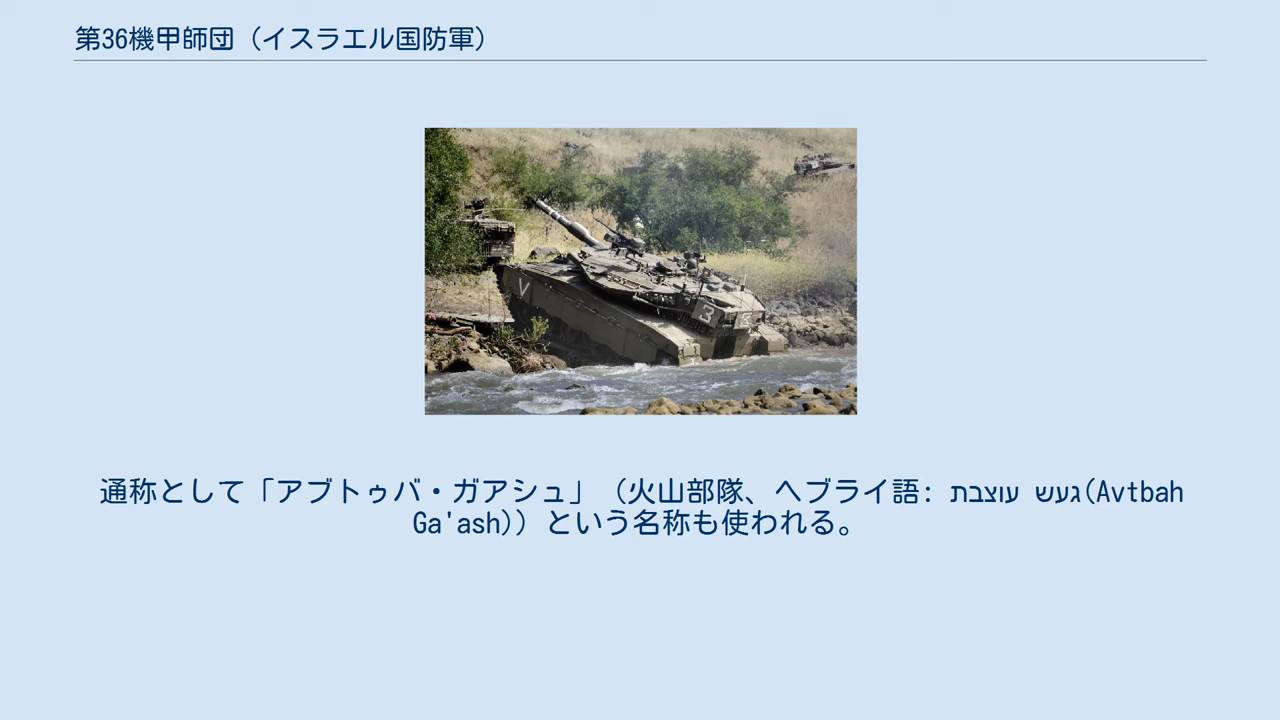 第36機甲師団（イスラエル国防軍）
V
3
通称として「アブトゥバ・ガアシュ」（火山部隊、ヘブライ語: געש עוצבת(Avtbah
Ga'ash)）という名称も使われる。